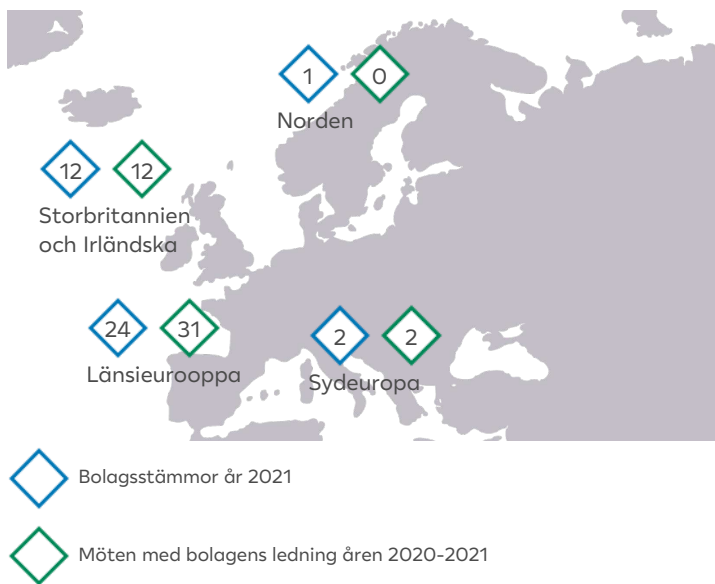 1 0
Norden
12 12
Storbritannien
och Irländska
24 31
Länsieurooppa
2 2
Sydeuropa
Bolagsstämmor år 2021
Möten med bolagens ledning åren 2020-2021